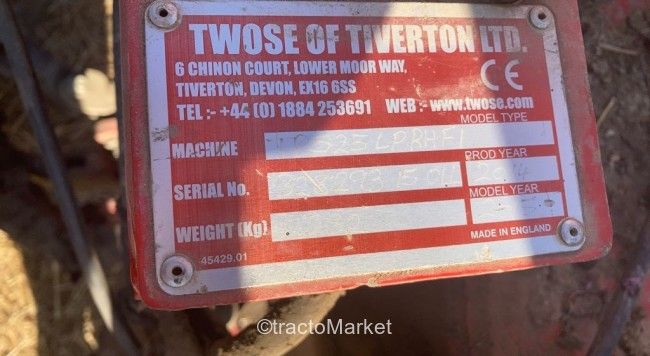 TWOSE OF TIVERTON LTD.
6 CHINON COURT, LOWER MOOR WAY,
TIVERTON, DEVON, EX16 6SS
CE
TEL :- +44 (0) 1884 253691 WEB :- www.twose.com
MODEL TYPE
MACHINE
SERIAL No. PROD YEAR
2014
MODEL YEAR
WEIGHT (Kg)
45429.01 MADE IN ENGLAND
©tractoMarket